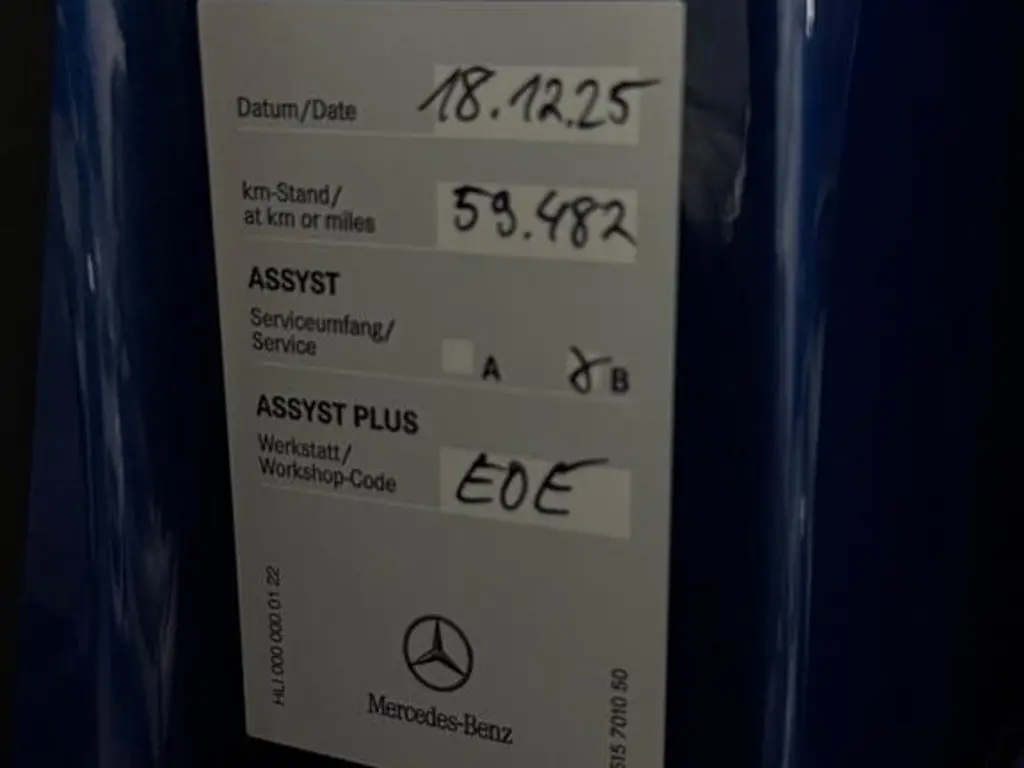 Datum/Date 18.12.25
km-Stand/
at km or miles 59.482
ASSYST
Serviceumfang/
Service A B
ASSYST PLUS
Werkstatt/
Workshop-Code EOE
HLI 000 000 01 22
Mercedes-Benz
515 7010 50